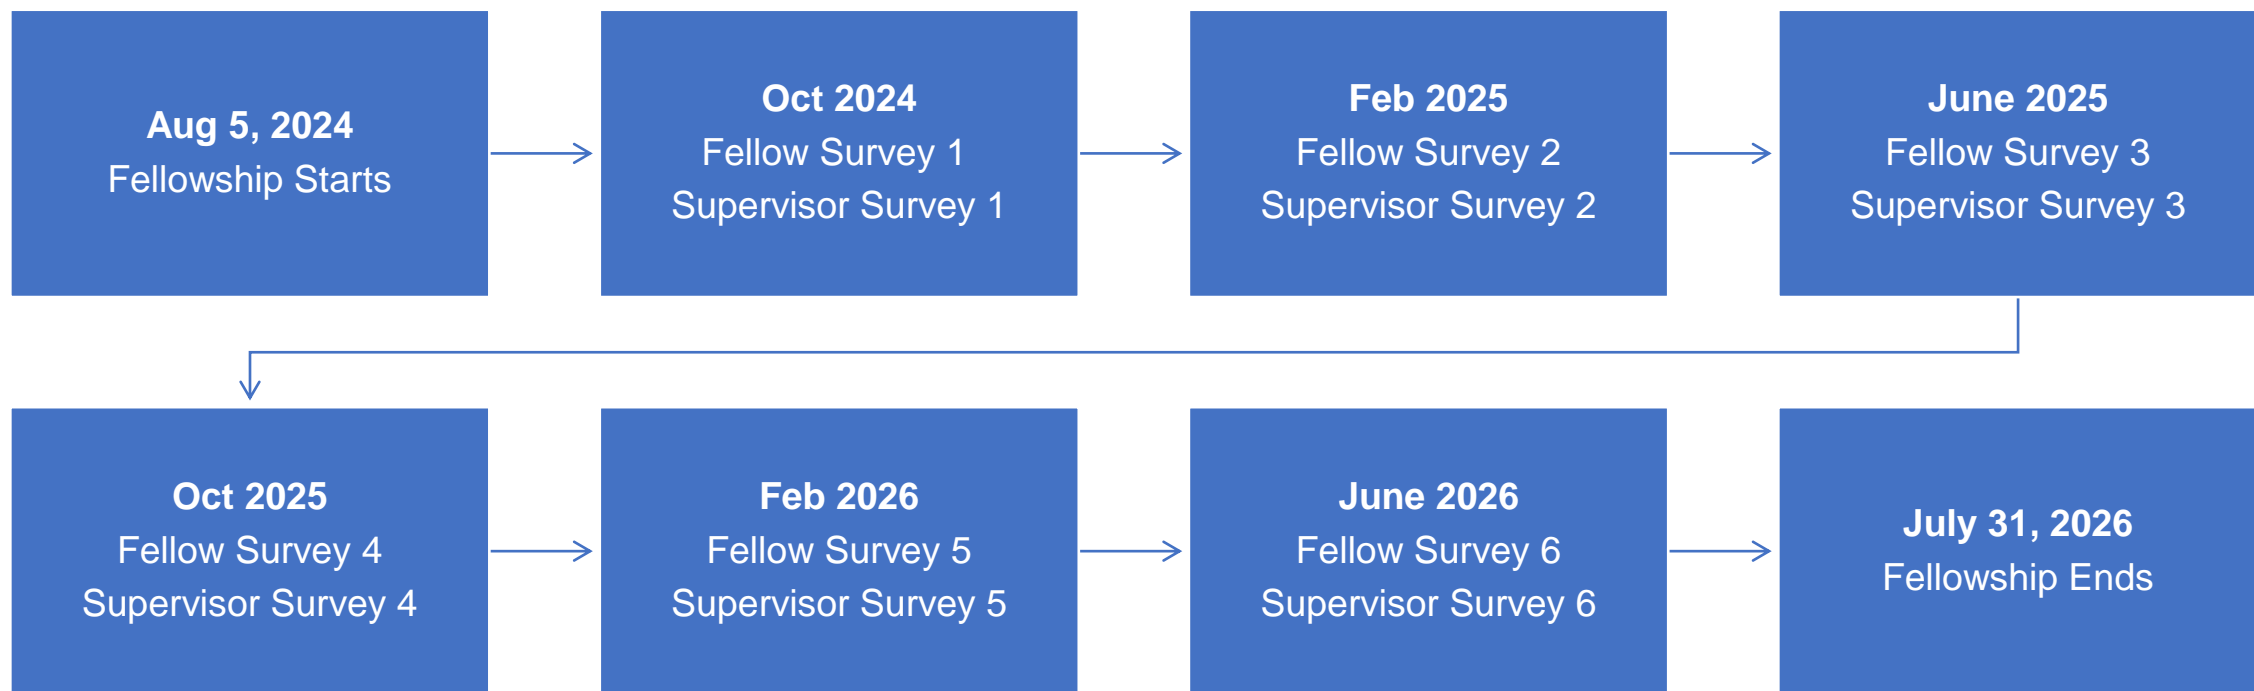 Aug 5, 2024
Fellowship Starts
Oct 2024
Fellow Survey 1
Supervisor Survey 1
Feb 2025
Fellow Survey 2
Supervisor Survey 2
June 2025
Fellow Survey 3
Supervisor Survey 3
Oct 2025
Fellow Survey 4
Supervisor Survey 4
Feb 2026
Fellow Survey 5
Supervisor Survey 5
June 2026
Fellow Survey 6
Supervisor Survey 6
July 31, 2026
Fellowship Ends